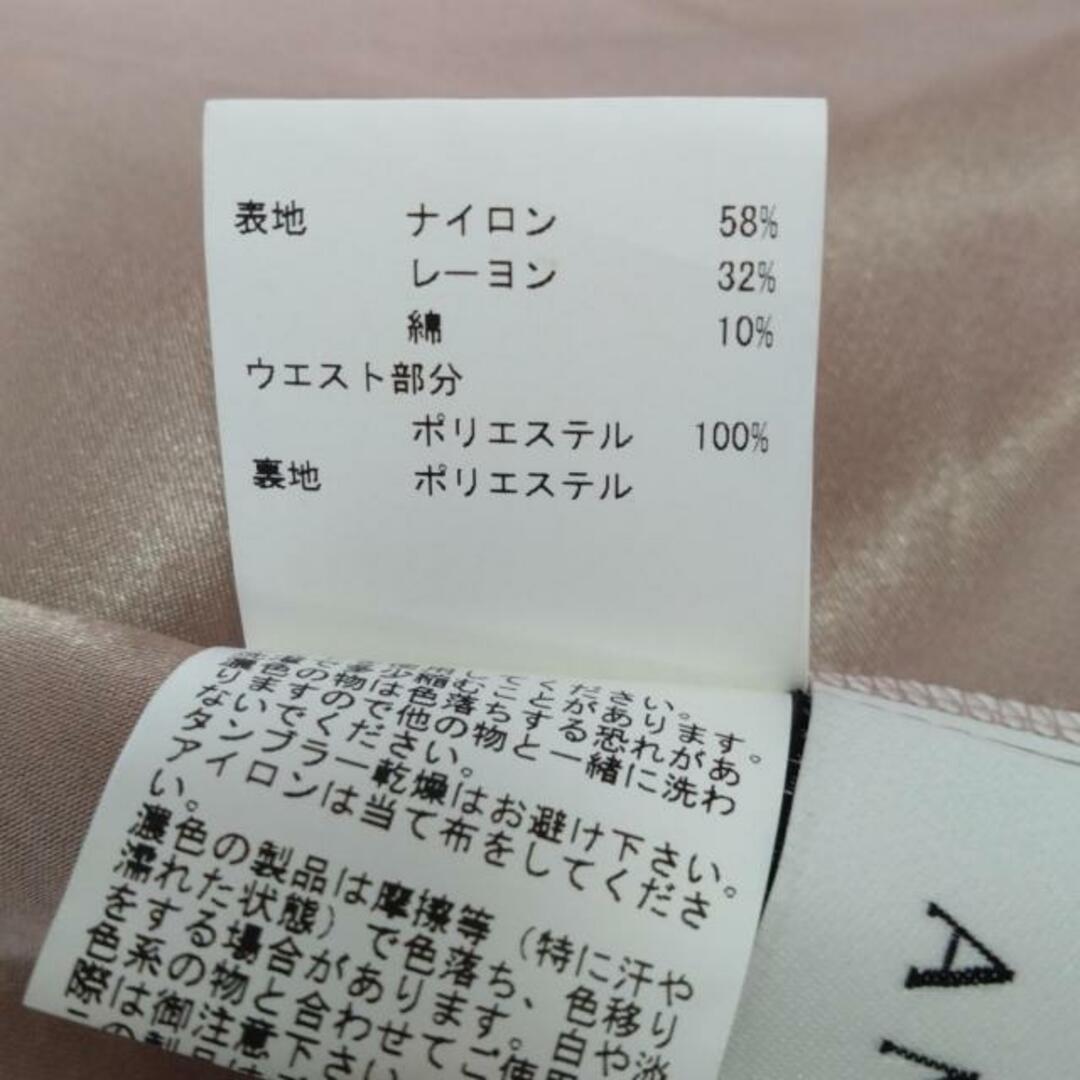 表地 ナイロン 58%
レーヨン 32%
綿 10%
ウエスト部分
ポリエステル 100%
裏地 ポリエステル
濃色の物は色落ちする恐れがあ
りますので他の物と一緒に洗わ
ないでください。
タンブラー乾燥はお避け下さい。
アイロンは当て布をしてくださ
い。
濃色の製品は摩擦等(特に汗や
濡れた状態)で色落ち、色移り
をする場合があります。白や淡
色系の物と合わせてご使用
際は御注意下さい
A